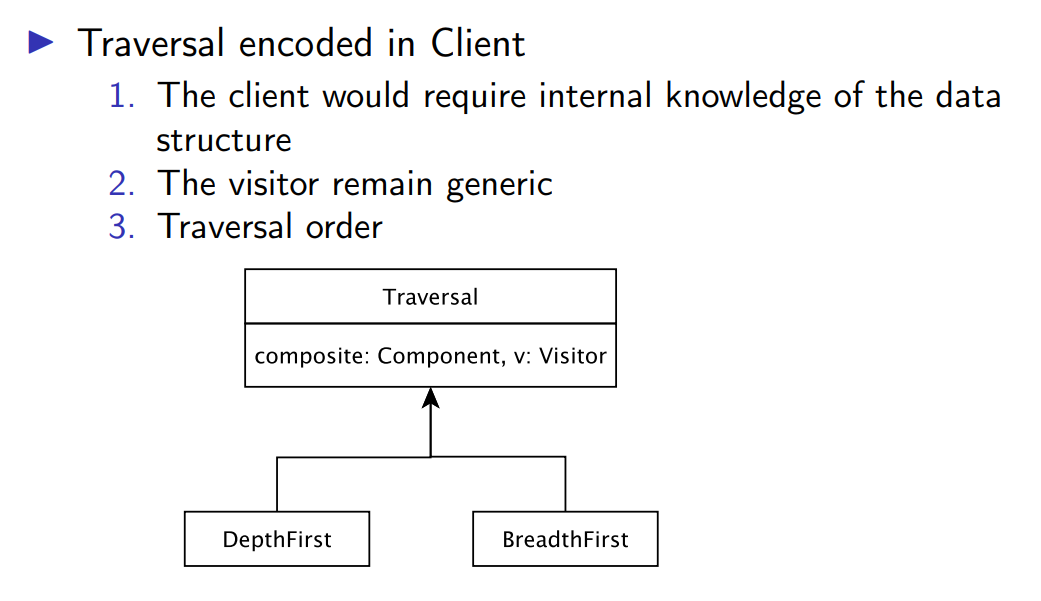 Traversal encoded in Client
1. The client would require internal knowledge of the data
structure
2. The visitor remain generic
3. Traversal order
Traversal
composite: Component, v: Visitor
DepthFirst
BreadthFirst